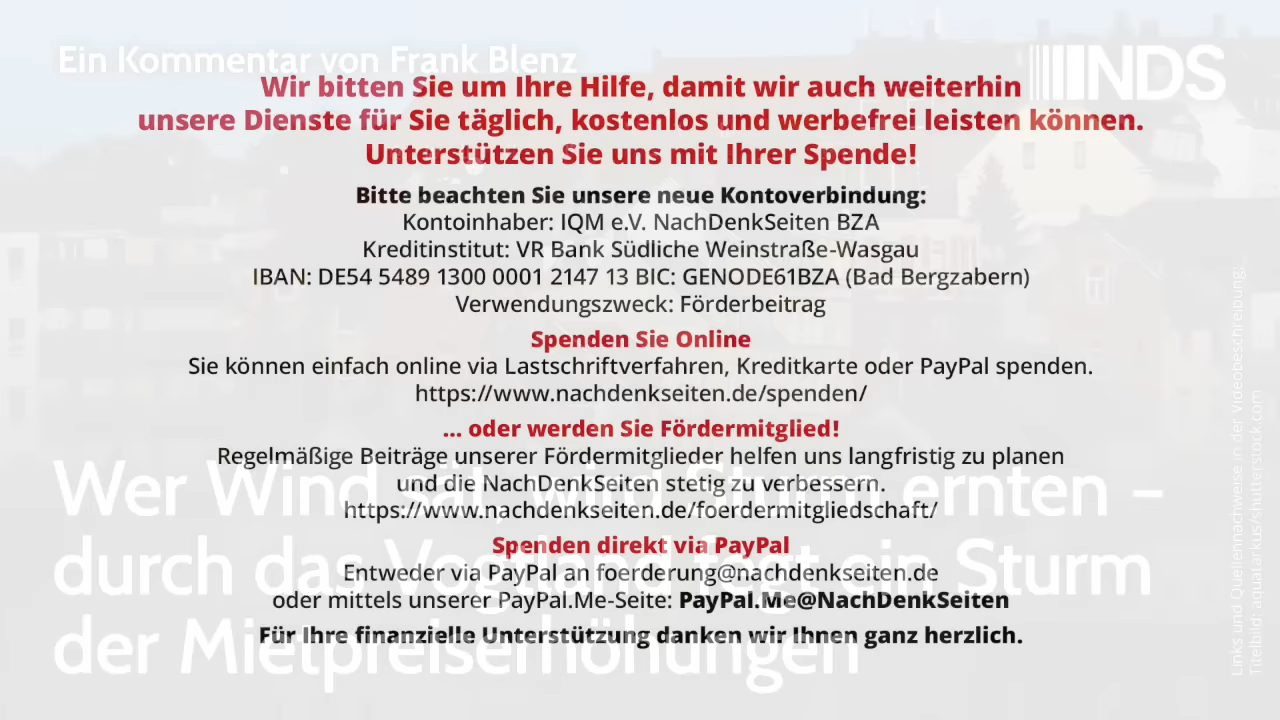 Ein Kommentar von Frank Blenz
NDS
Wir bitten Sie um Ihre Hilfe, damit wir auch weiterhin
unsere Dienste für Sie täglich, kostenlos und werbefrei leisten können.
Unterstützen Sie uns mit Ihrer Spende!
Bitte beachten Sie unsere neue Kontoverbindung:
Kontoinhaber: IQM e.V. NachDenkSeiten BZA
Kreditinstitut: VR Bank Südliche Weinstraße-Wasgau
IBAN: DE54 5489 1300 0001 2147 13 BIC: GENODE61BZA (Bad Bergzabern)
Verwendungszweck: Förderbeitrag
Spenden Sie Online
Sie können einfach online via Lastschriftverfahren, Kreditkarte oder PayPal spenden.
https://www.nachdenkseiten.de/spenden/
... oder werden Sie Fördermitglied!
Regelmäßige Beiträge unserer Fördermitglieder helfen uns langfristig zu planen
und die NachDenkSeiten stetig zu verbessern.
https://www.nachdenkseiten.de/foerdermitgliedschaft/
Spenden direkt via PayPal
Entweder via PayPal an foerderung@nachdenkseiten.de
oder mittels unserer PayPal.Me-Seite: PayPal.Me@NachDenkSeiten
Für Ihre finanzielle Unterstützung danken wir Ihnen ganz herzlich.
Wer Wind sät, wird Sturm ernten –
durch das Vogtland fegt ein Sturm
der Mietpreiserhöhungen
Links und Quellennachweise in der Videobeschreibung;
Titelbild: aquatarkus/shutterstock.com